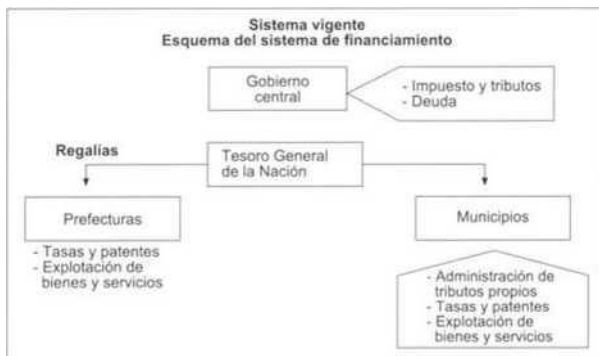 Sistema vigente
Esquema del sistema de financiamiento
Gobierno
central
- Impuesto y tributos
- Deuda
Regalías
Tesoro General
de la Nación
Prefecturas
- Tasas y patentes
- Explotación de
bienes y servicios
Municipios
- Administración de
tributos propios
- Tasas y patentes
- Explotación de
bienes y servicios